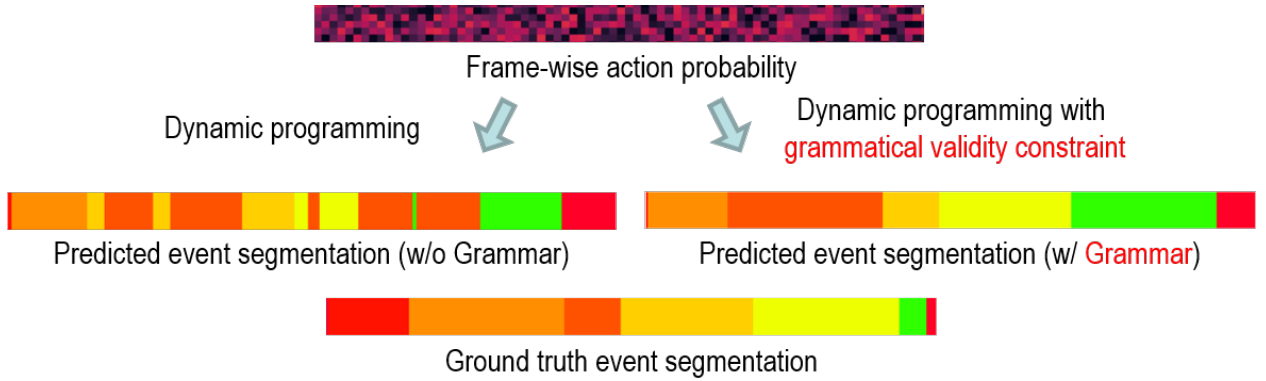 Frame-wise action probability
Dynamic programming
Dynamic programming with
grammatical validity constraint
Predicted event segmentation (w/o Grammar)
Predicted event segmentation (w/ Grammar)
Ground truth event segmentation